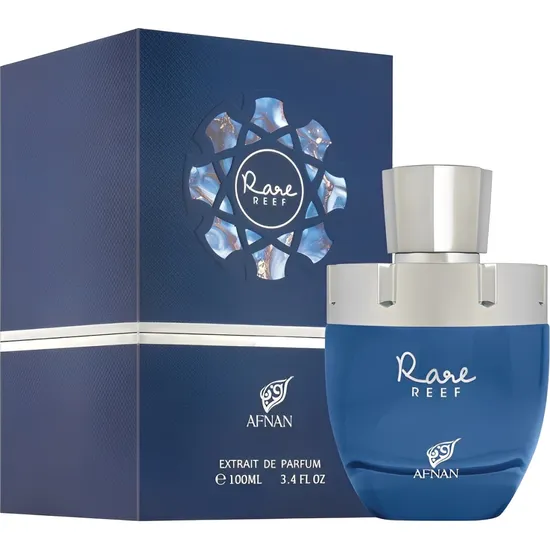 Rare
REEF
AFNAN
EXTRAIT DE PARFUM
℮ 100ML 3.4 FL OZ
Rare
REEF
AFNAN